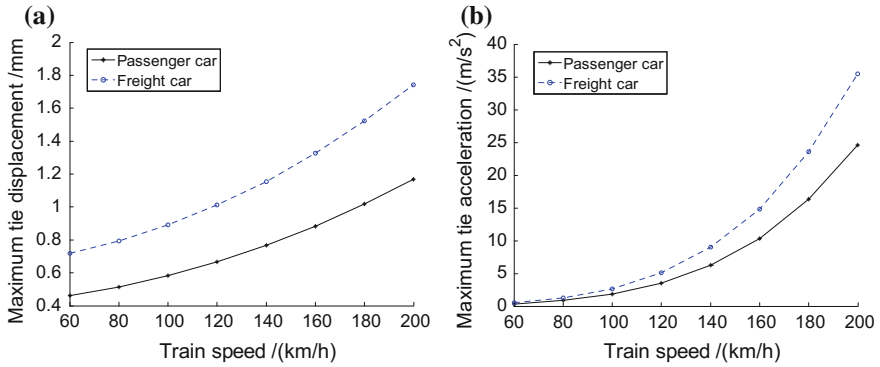 (a)
Maximum tie displacement /mm
2
1.8
1.6
1.4
1.2
1
0.8
0.6
0.4
Passenger car
Freight car
60 80 100 120 140 160 180 200
Train speed /(km/h)
(b)
Maximum tie acceleration /(m/s²)
40
35
30
25
20
15
10
5
0
Passenger car
Freight car
60 80 100 120 140 160 180 200
Train speed /(km/h)